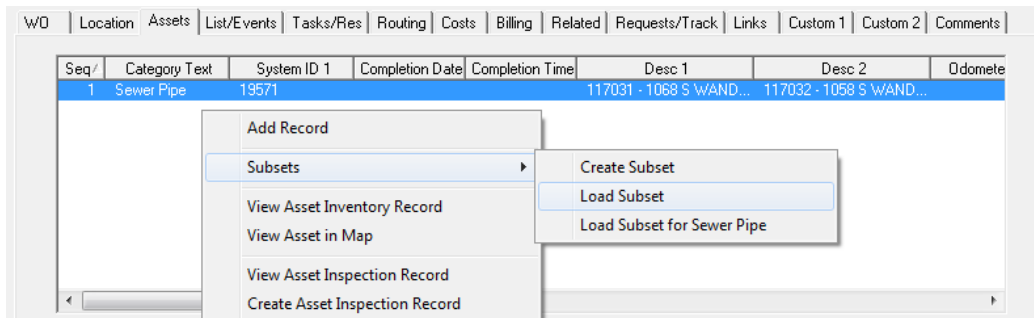 WO Location Assets List/Events Tasks/Res Routing Costs Billing Related Requests/Track Links Custom 1 Custom 2 Comments
Seq Category Text System ID 1 Completion Date Completion Time Desc 1 Desc 2 Odomete
1 Sewer Pipe 19571 117031 - 1068 S WAND... 117032 - 1058 S WAND...
Add Record
Subsets
Create Subset
Load Subset
Load Subset for Sewer Pipe
View Asset Inventory Record
View Asset in Map
View Asset Inspection Record
Create Asset Inspection Record